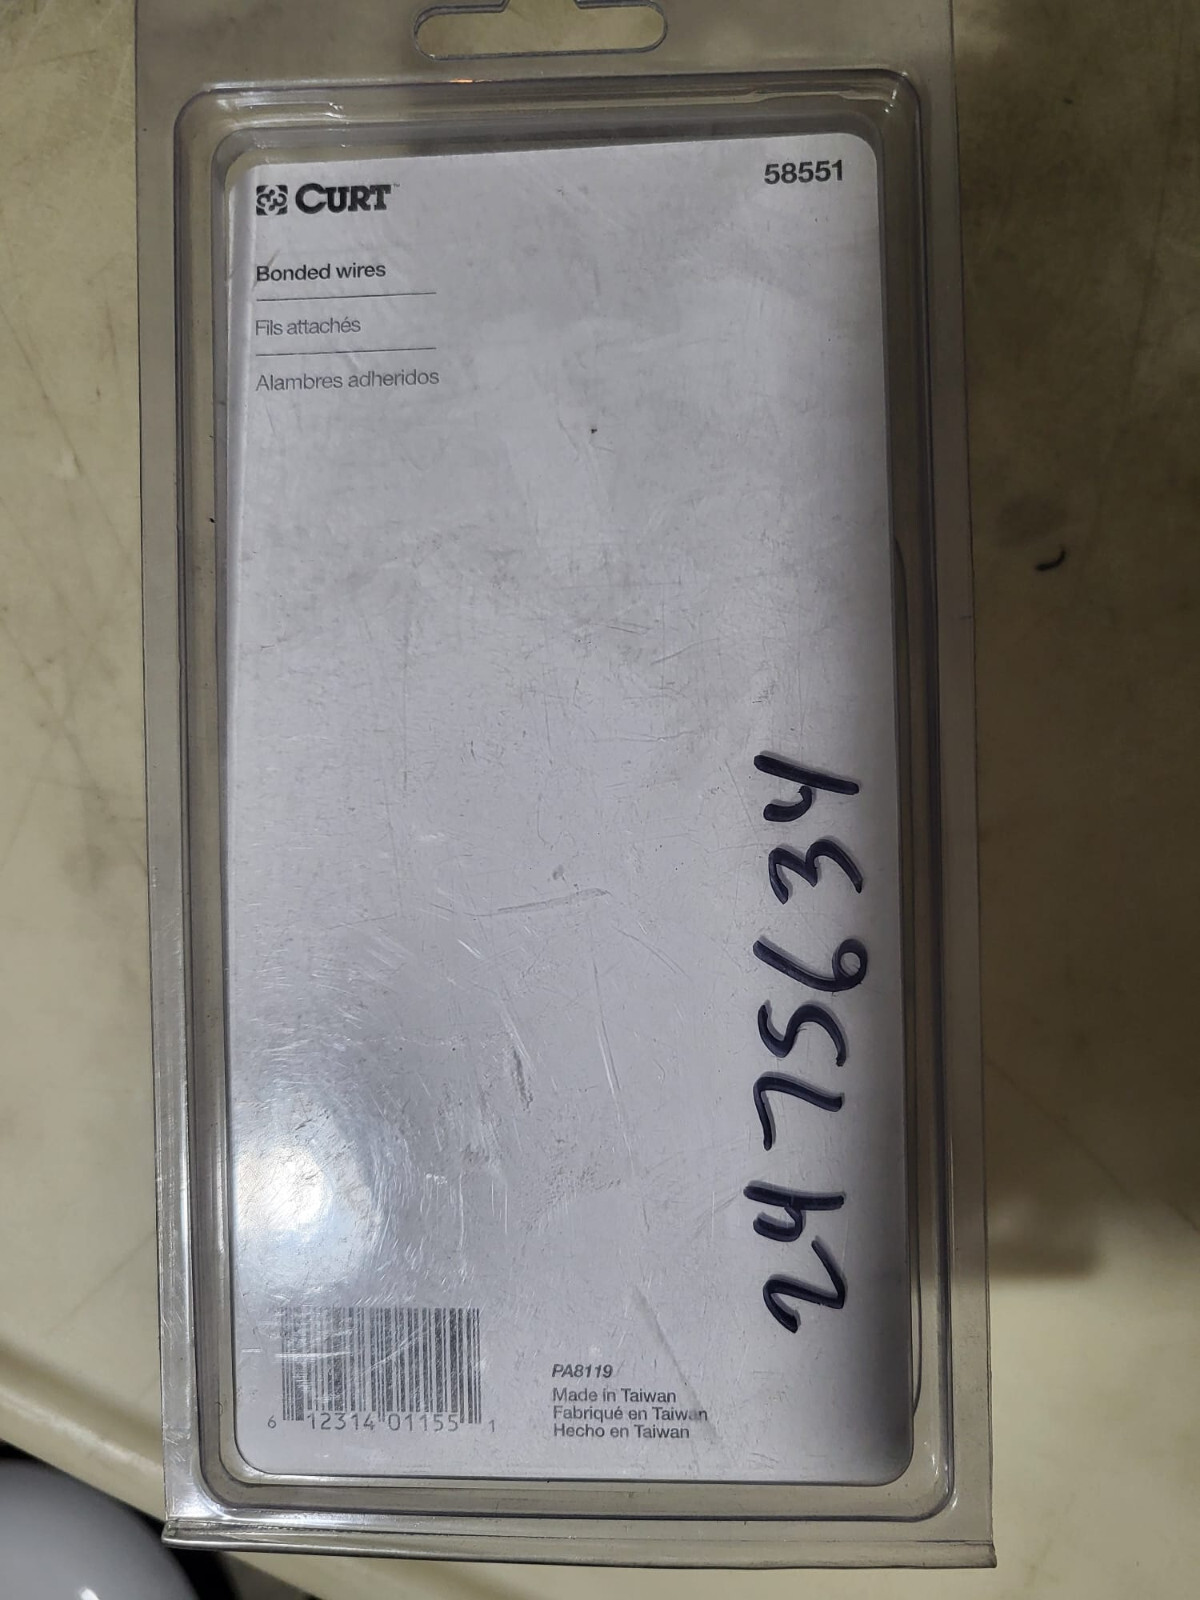 CURT™
58551
Bonded wires
Fils attachés
Alambres adheridos
2475634
PA8119
Made in Taiwan
Fabriqué en Taiwan
Hecho en Taiwan
6 12314 01155 1